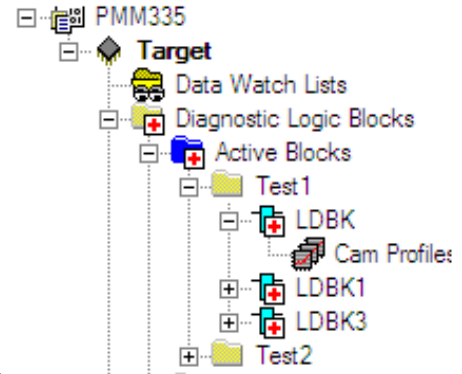 PMM335
Target
Data Watch Lists
Diagnostic Logic Blocks
Active Blocks
Test1
LDBK
Cam Profiles
LDBK1
LDBK3
Test2